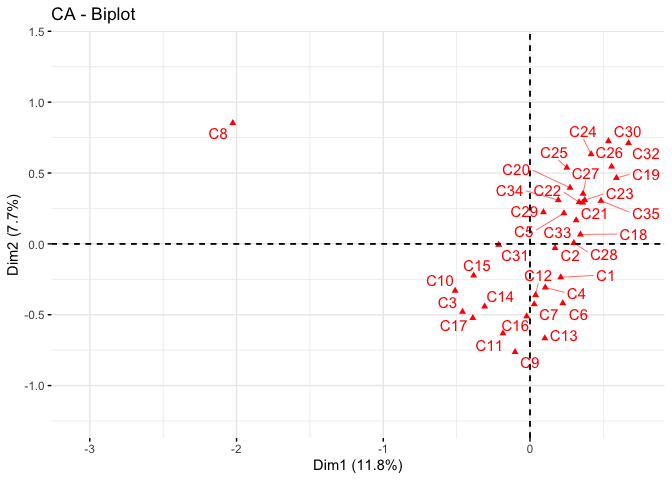 CA - Biplot
1.5
1.0
C24 C30
C8
C25 C26 C32
0.5
C20 C27 C19
C34 C22 C23
C29 C21 C35
C5 C33 C18
0.0
C31 C2 C28
C15 C12 C1
C10
C14 C4
C3
-0.5
C17 C16 C7 C6
C11 C13
C9
-1.0
Dim2 (7.7%)
-3 -2 -1 0
Dim1 (11.8%)